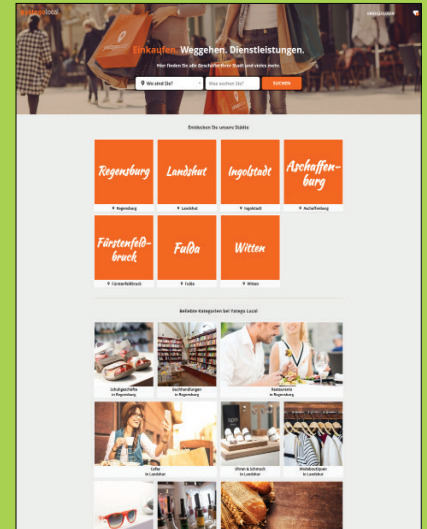 yategolocal
Einkaufen. Weggehen. Dienstleistungen.
Hier finden Sie alle Geschäfte Ihrer Stadt und vieles mehr.
Wo sind Sie?
Was suchen Sie?
SUCHEN
Entdecken Sie unsere Städte
Regensburg
Landshut
Ingolstadt
Aschaffen-
burg
Regensburg
Landshut
Ingolstadt
Aschaffenburg
Fürstenfeld-
bruck
Fulda
Witten
Fürstenfeldbruck
Fulda
Witten
Beliebte Kategorien bei Yatego Local
Schuhgeschäfte
in Regensburg
Buchhandlungen
in Regensburg
Restaurants
in Regensburg
Cafés
in Landshut
Uhren & Schmuck
in Landshut
Modeboutiquen
in Landshut